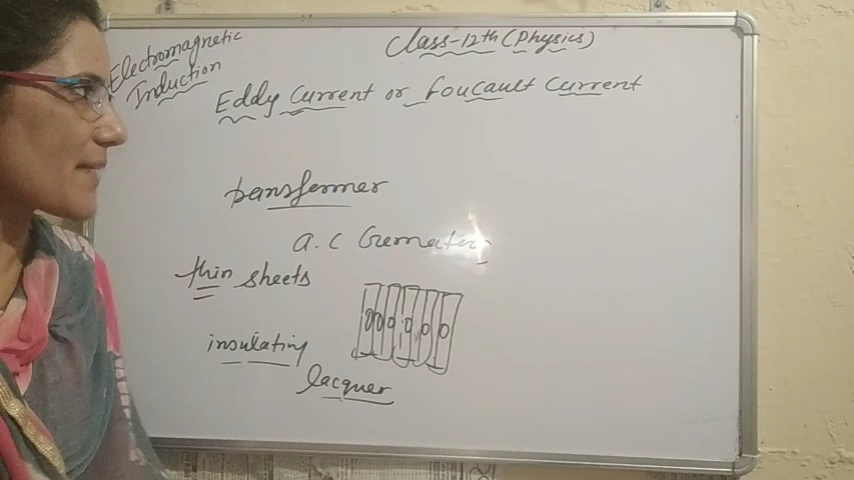 Electromagnetic
Induction
Class-12th (Physics)
Eddy Current or Foucault Current
transformer
a.c Generator
thin sheets
insulating
lacquer